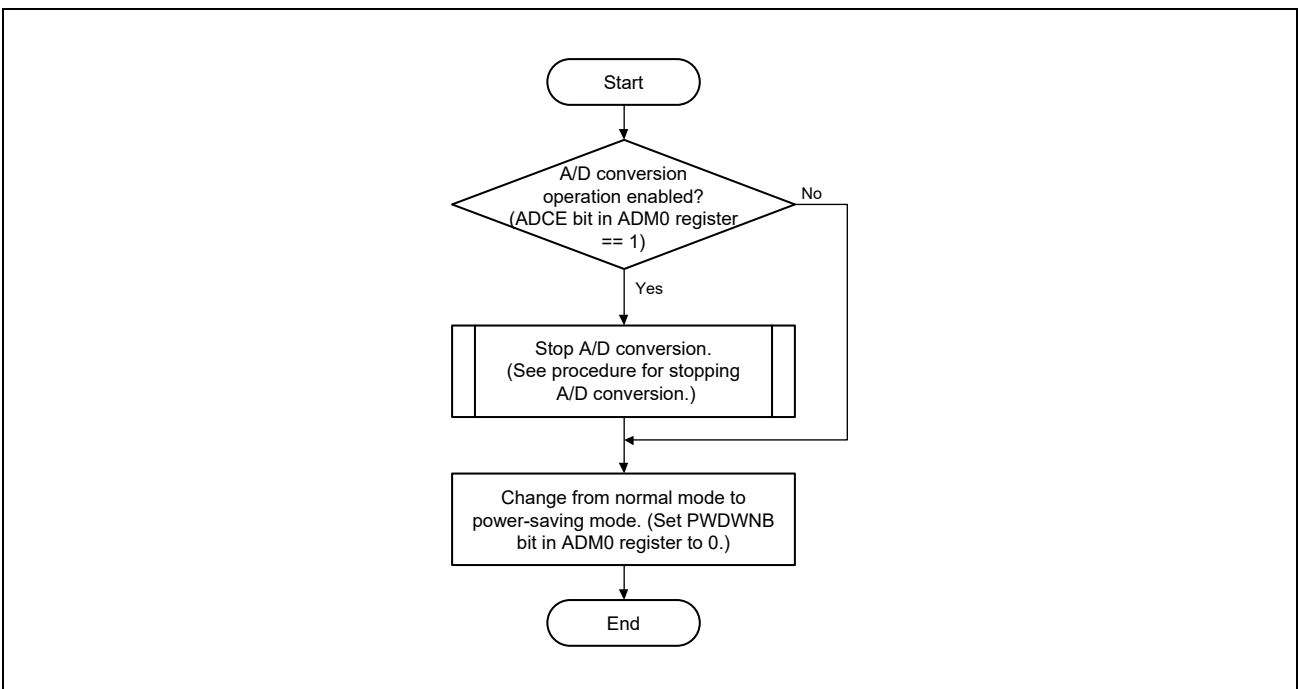 Start
A/D conversion
operation enabled?
(ADCE bit in ADM0 register
== 1)
No
Yes
Stop A/D conversion.
(See procedure for stopping
A/D conversion.)
Change from normal mode to
power-saving mode. (Set PWDWNB
bit in ADM0 register to 0.)
End